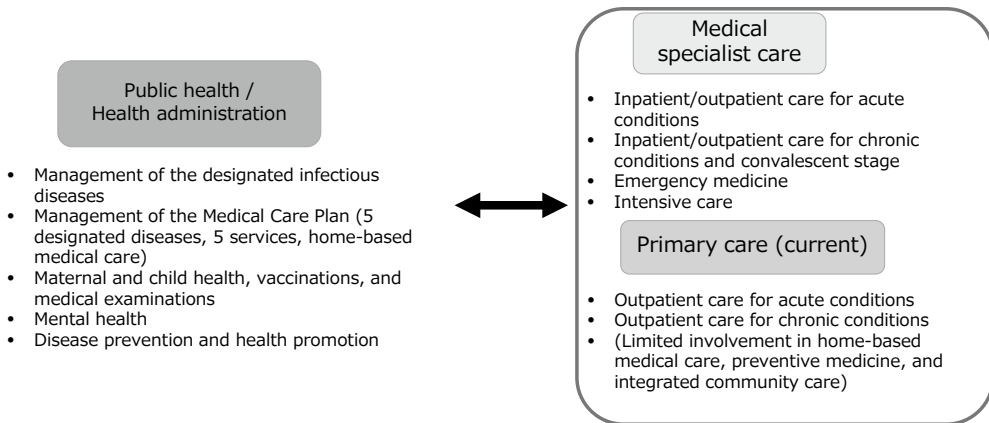 Public health /
Health administration
• Management of the designated infectious
diseases
• Management of the Medical Care Plan (5
designated diseases, 5 services, home-based
medical care)
• Maternal and child health, vaccinations, and
medical examinations
• Mental health
• Disease prevention and health promotion
Medical
specialist care
• Inpatient/outpatient care for acute
conditions
• Inpatient/outpatient care for chronic
conditions and convalescent stage
• Emergency medicine
• Intensive care
Primary care (current)
• Outpatient care for acute conditions
• Outpatient care for chronic conditions
• (Limited involvement in home-based
medical care, preventive medicine, and
integrated community care)